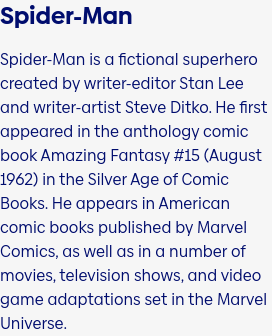 Spider-Man
Spider-Man is a fictional superhero
created by writer-editor Stan Lee
and writer-artist Steve Ditko. He first
appeared in the anthology comic
book Amazing Fantasy #15 (August
1962) in the Silver Age of Comic
Books. He appears in American
comic books published by Marvel
Comics, as well as in a number of
movies, television shows, and video
game adaptations set in the Marvel
Universe.